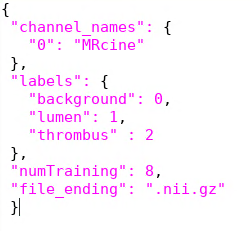 {
 "channel_names": {
   "0": "MRcine"
 },
 "labels": {
   "background": 0,
   "lumen": 1,
   "thrombus" : 2
 },
 "numTraining": 8,
 "file_ending": ".nii.gz"
 }